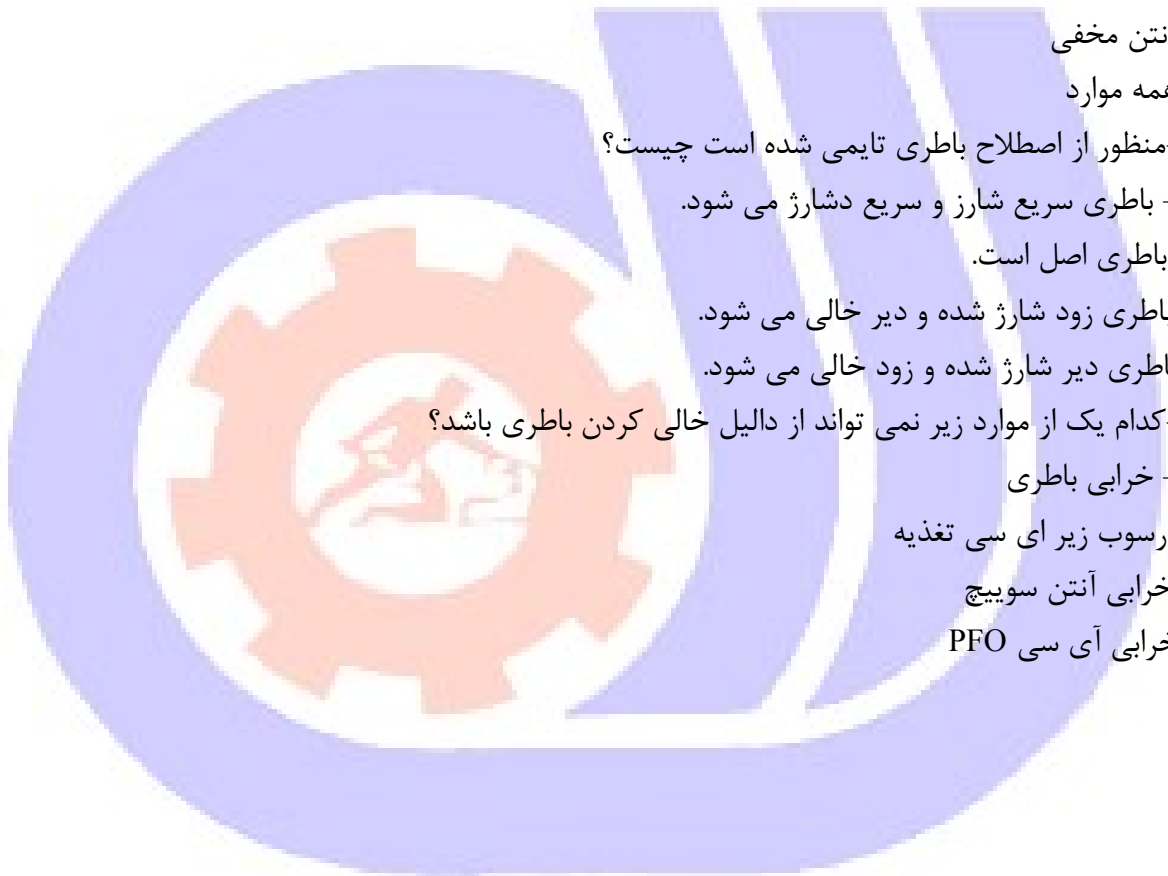 نتن مخفی
همه موارد
-منظور از اصطلاح باطری تایمی شده است چیست؟
- باطری سریع شارز و سریع دشارژ می شود.
باطری اصل است.
باطری زود شارژ شده و دیر خالی می شود.
باطری دیر شارژ شده و زود خالی می شود.
-کدام یک از موارد زیر نمی تواند از دالیل خالی کردن باطری باشد؟
- خرابی باطری
رسوب زیر ای سی تغذیه
خرابی آنتن سوییچ
خرابی آی سی PFO